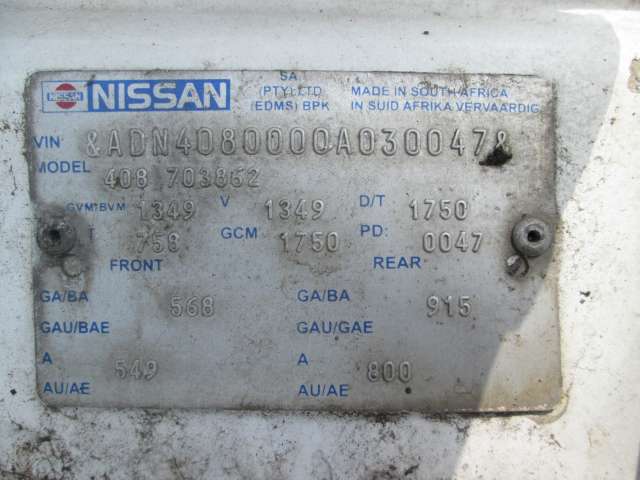 SA
NISSAN NISSAN (PTY) LTD MADE IN SOUTH AFRICA
(EDMS) BPK IN SUID AFRIKA VERVAARDIG
VIN &ADN4080000A030047&
MODEL 408 703862
GVM/BVM 1349 V 1349 D/T 1750
T 758 GCM 1750 PD: 0047
FRONT REAR
GA/BA 568 GA/BA 915
GAU/BAE GAU/GAE
A 549 A 800
AU/AE AU/AE